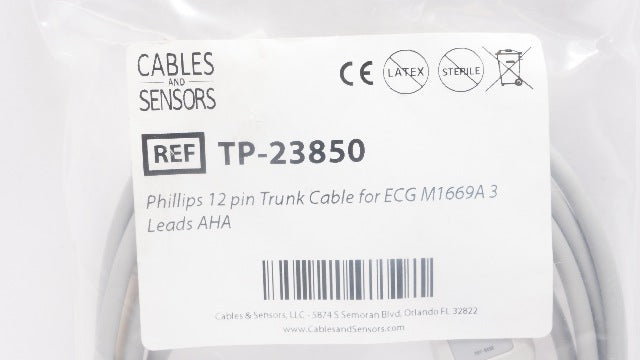 CABLES
AND
SENSORS
CE
LATEX
STERILE
REF TP-23850
Phillips 12 pin Trunk Cable for ECG M1669A 3
Leads AHA
Cables & Sensors, LLC - 5874 S Semoran Blvd, Orlando FL 32822
www.CablesandSensors.com